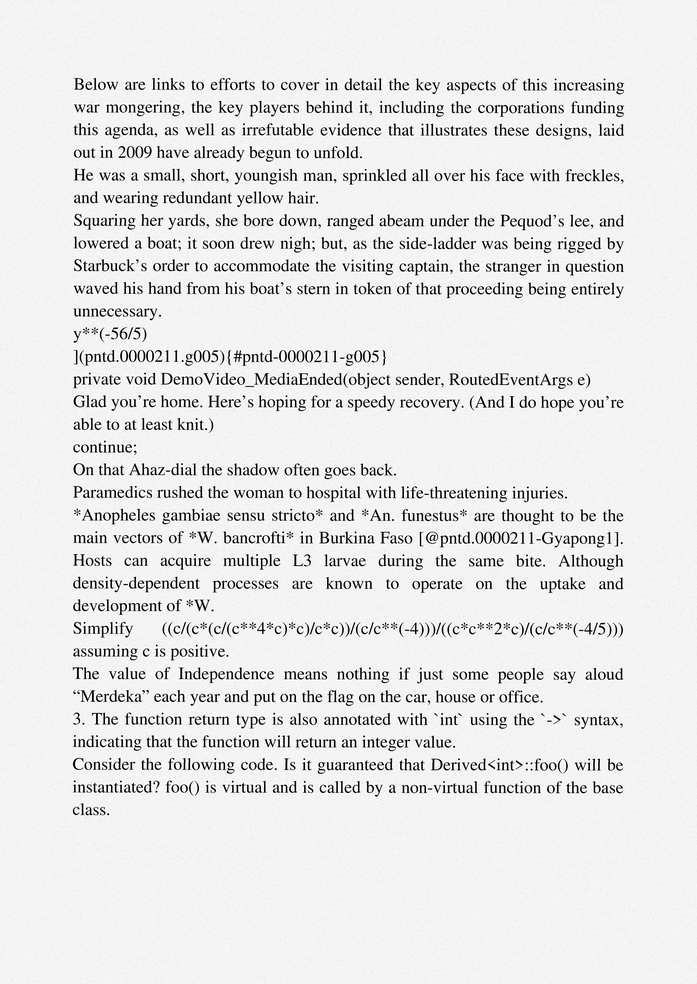 Below are links to efforts to cover in detail the key aspects of this increasing
war mongering, the key players behind it, including the corporations funding
this agenda, as well as irrefutable evidence that illustrates these designs, laid
out in 2009 have already begun to unfold.
He was a small, short, youngish man, sprinkled all over his face with freckles,
and wearing redundant yellow hair.
Squaring her yards, she bore down, ranged abeam under the Pequod’s lee, and
lowered a boat; it soon drew nigh; but, as the side-ladder was being rigged by
Starbuck’s order to accommodate the visiting captain, the stranger in question
waved his hand from his boat’s stern in token of that proceeding being entirely
unnecessary.
y**(-56/5)
](pntd.0000211.g005){#pntd-0000211-g005}
private void DemoVideo_MediaEnded(object sender, RoutedEventArgs e)
Glad you’re home. Here’s hoping for a speedy recovery. (And I do hope you’re
able to at least knit.)
continue;
On that Ahaz-dial the shadow often goes back.
Paramedics rushed the woman to hospital with life-threatening injuries.
*Anopheles gambiae sensu stricto* and *An. funestus* are thought to be the
main vectors of *W. bancrofti* in Burkina Faso [@pntd.0000211-Gyapong1].
Hosts can acquire multiple L3 larvae during the same bite. Although
density-dependent processes are known to operate on the uptake and
development of *W.
Simplify ((c/(c*(c/(c**4*c)*c)/c*c))/(c/c**(-4)))/((c*c**2*c)/(c/c**(-4/5)))
assuming c is positive.
The value of Independence means nothing if just some people say aloud
“Merdeka” each year and put on the flag on the car, house or office.
3. The function return type is also annotated with `int` using the `->` syntax,
indicating that the function will return an integer value.
Consider the following code. Is it guaranteed that Derived<int>::foo() will be
instantiated? foo() is virtual and is called by a non-virtual function of the base
class.